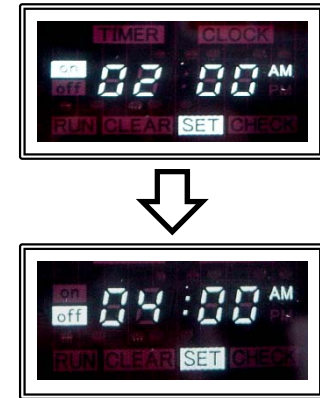 TIMER CLOCK
on
off
02:00 AM
PM
RUN CLEAR SET CHECK
on
off
04:00 AM
PM
RUN CLEAR SET CHECK